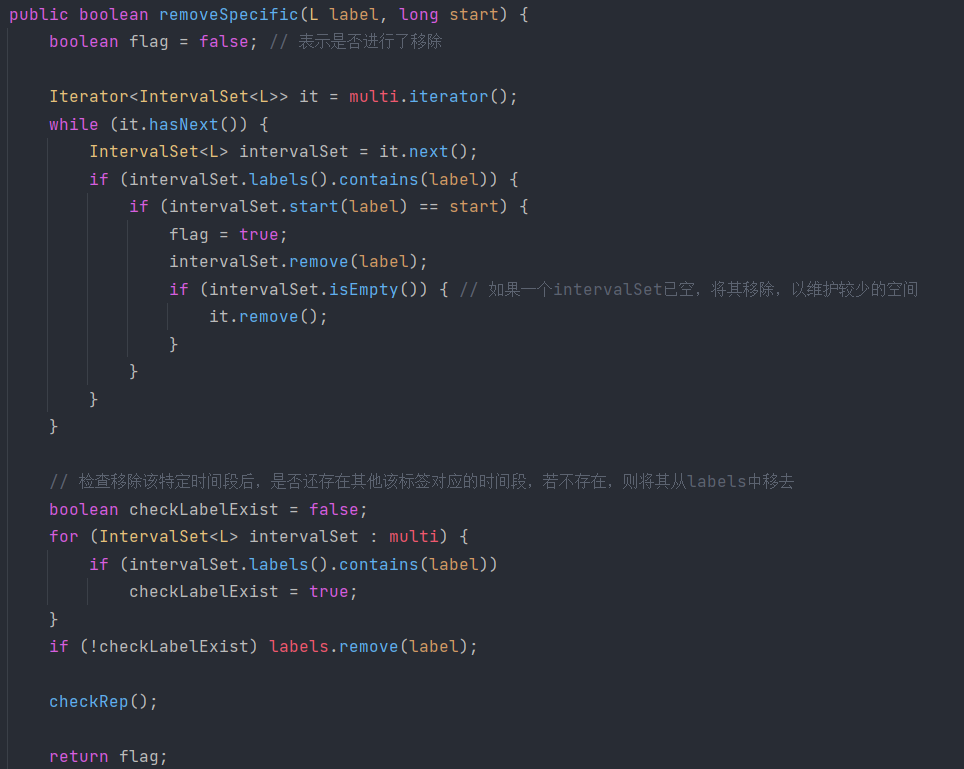 public boolean removeSpecific(L label, long start) {
    boolean flag = false; // 表示是否进行了移除
    Iterator<IntervalSet<L>> it = multi.iterator();
    while (it.hasNext()) {
        IntervalSet<L> intervalSet = it.next();
        if (intervalSet.labels().contains(label)) {
            if (intervalSet.start(label) == start) {
                flag = true;
                intervalSet.remove(label);
                if (intervalSet.isEmpty()) { // 如果一个intervalSet已空，将其移除，以维护较少的空间
                    it.remove();
                }
            }
        }
    }
    // 检查移除该特定时间段后，是否还存在其他该标签对应的时间段，若不存在，则将其从labels中移去
    boolean checkLabelExist = false;
    for (IntervalSet<L> intervalSet : multi) {
        if (intervalSet.labels().contains(label))
            checkLabelExist = true;
    }
    if (!checkLabelExist) labels.remove(label);
    checkRep();
    return flag;